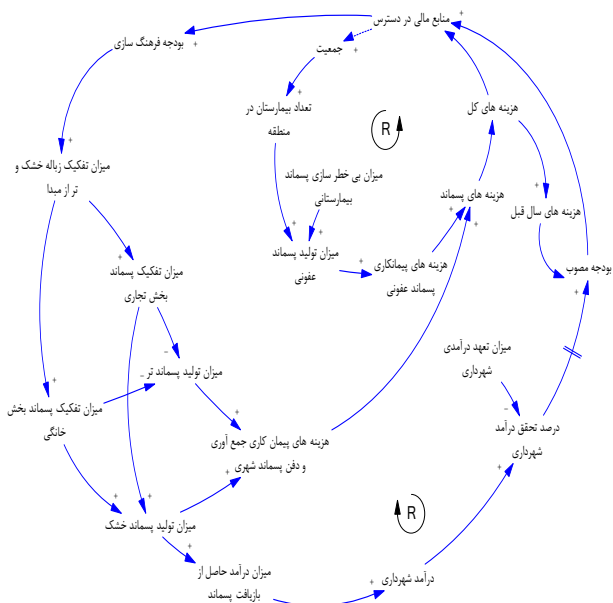 منابع مالی در دسترس
بودجه فرهنگ سازی
جمعیت
تعداد بیمارستان در
منطقه
هزینه های کل
R
میزان تفکیک زباله خشک و
تر از مبدا
میزان بی خطر سازی پسماند
بیمارستانی
هزینه های پسماند
هزینه های سال قبل
میزان تولید پسماند
عفونی
هزینه های پیمانکاری
پسماند عفونی
بودجه مصوب
میزان تفکیک پسماند
بخش تجاری
میزان تعهد درآمدی
شهرداری
میزان تولید پسماند تر
میزان تفکیک پسماند بخش
خانگی
درصد تحقق درآمد
شهرداری
هزینه های پیمان کاری جمع آوری
و دفن پسماند شهری
R
میزان تولید پسماند خشک
میزان درآمد حاصل از
بازیافت پسماند
درآمد شهرداری